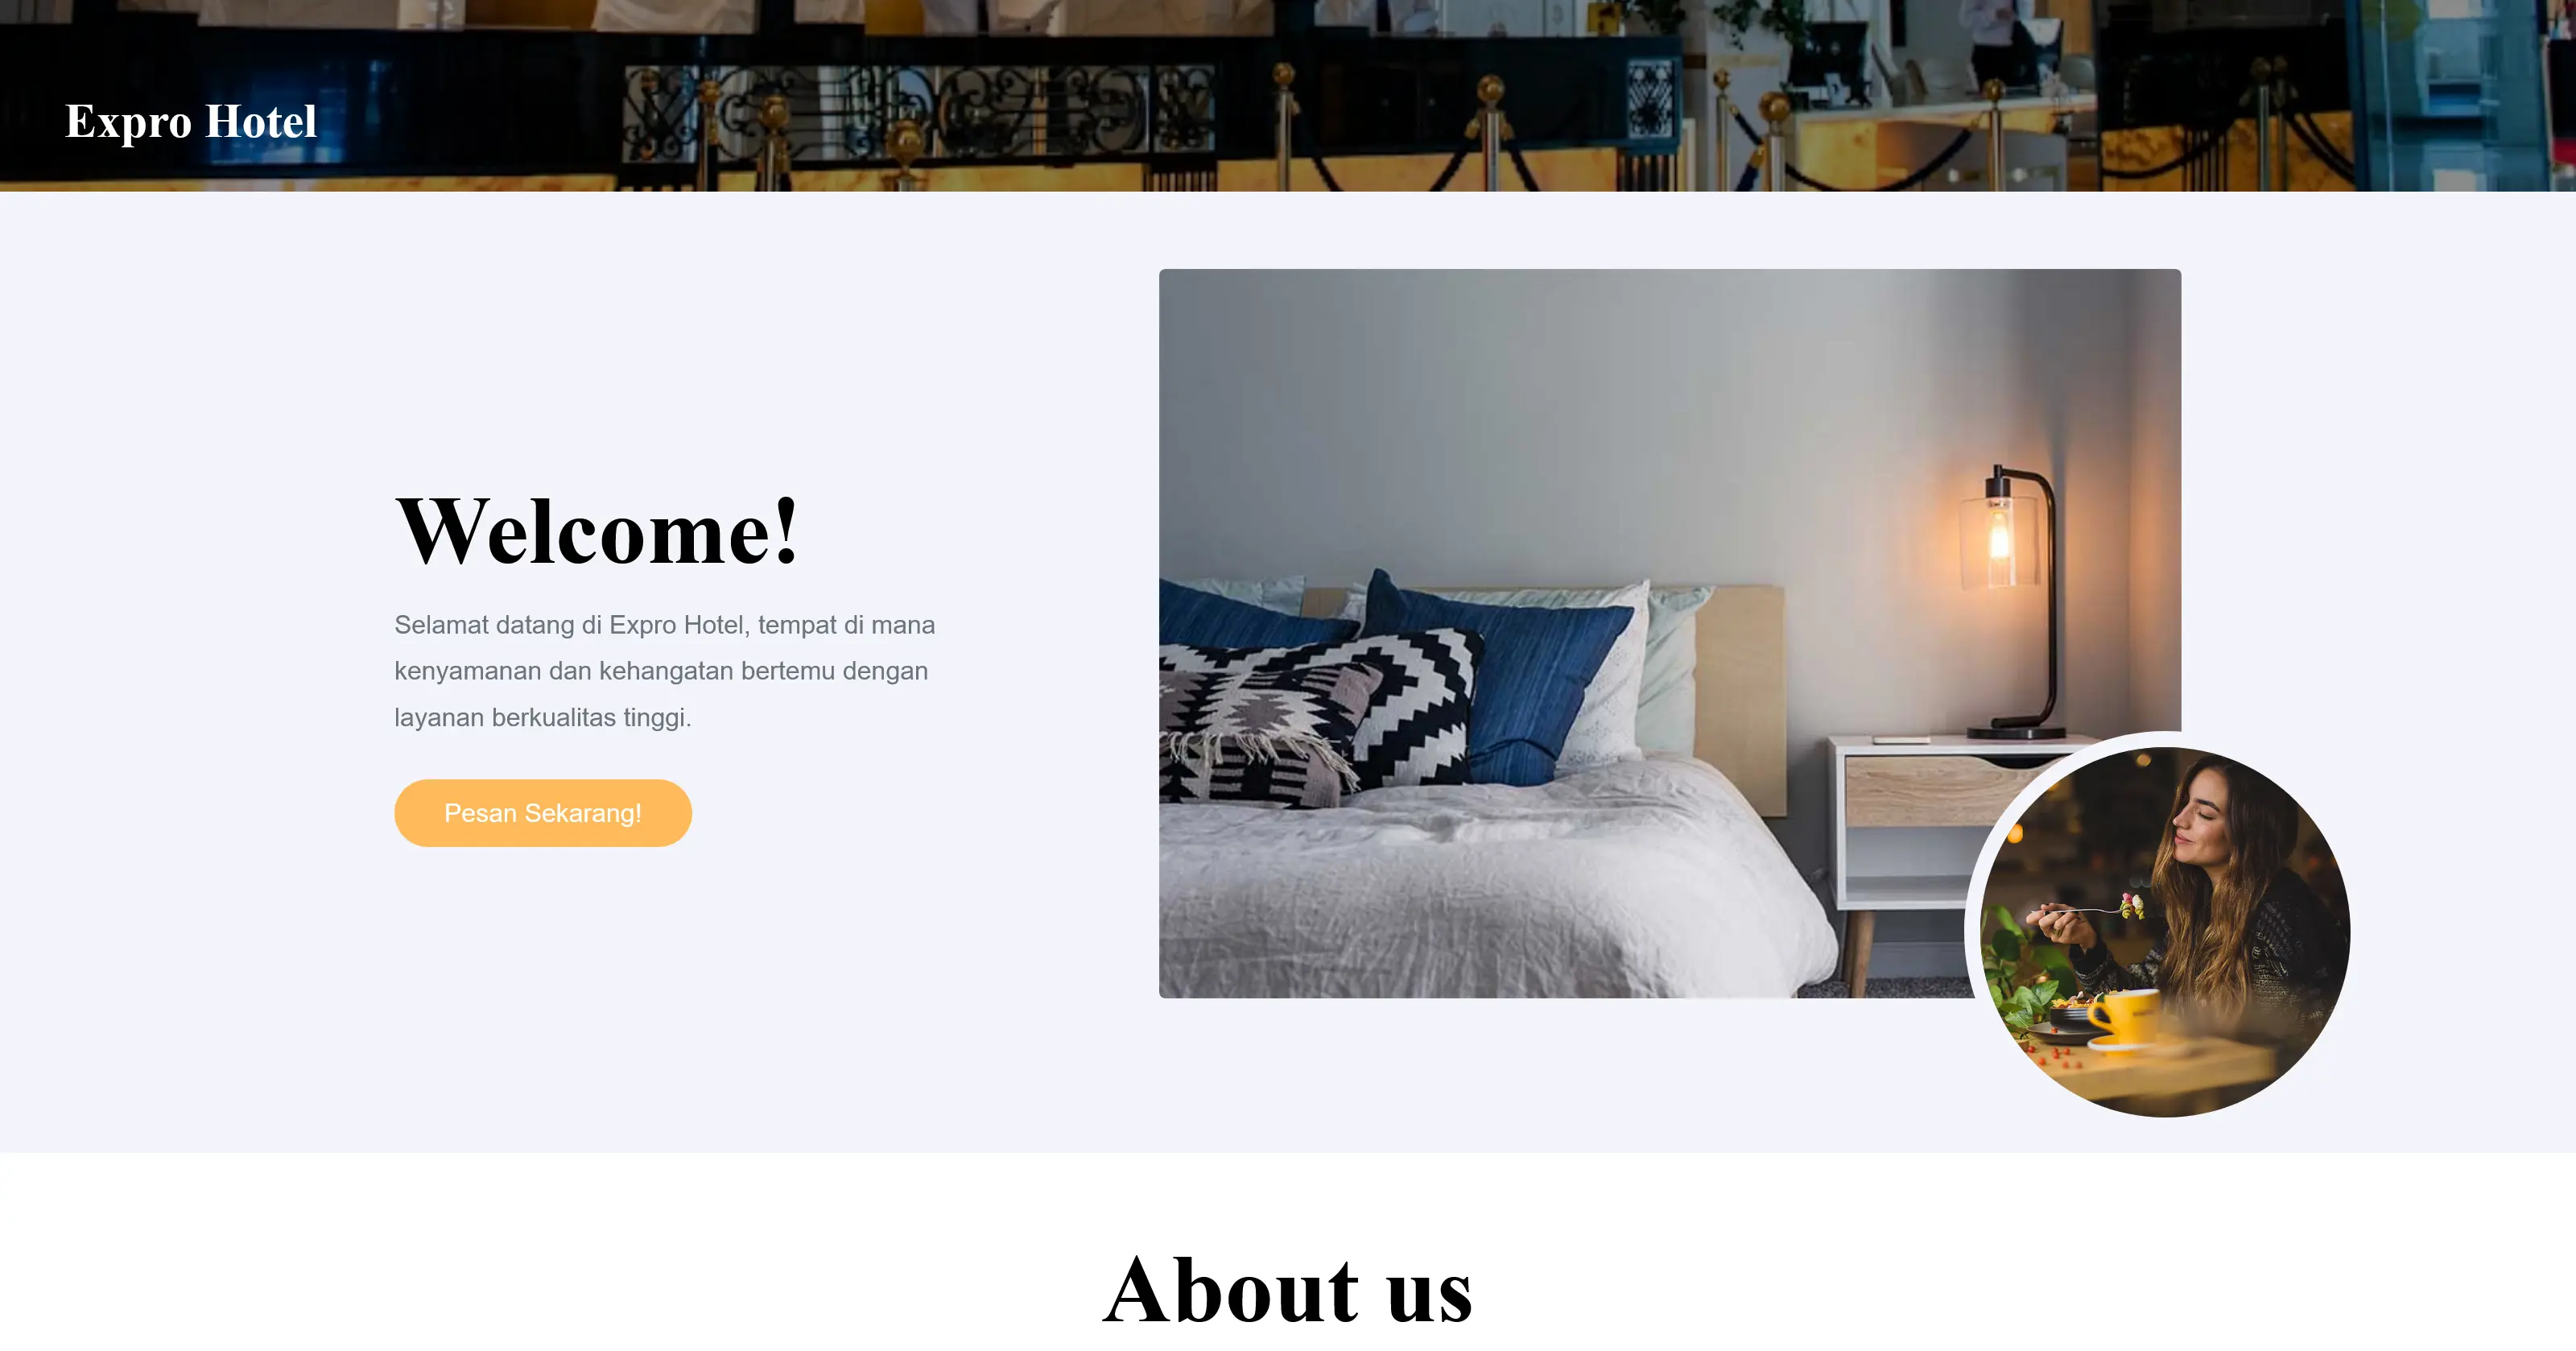 Expro Hotel
Welcome!
Selamat datang di Expro Hotel, tempat di mana
kenyamanan dan kehangatan bertemu dengan
layanan berkualitas tinggi.
Pesan Sekarang!
About us